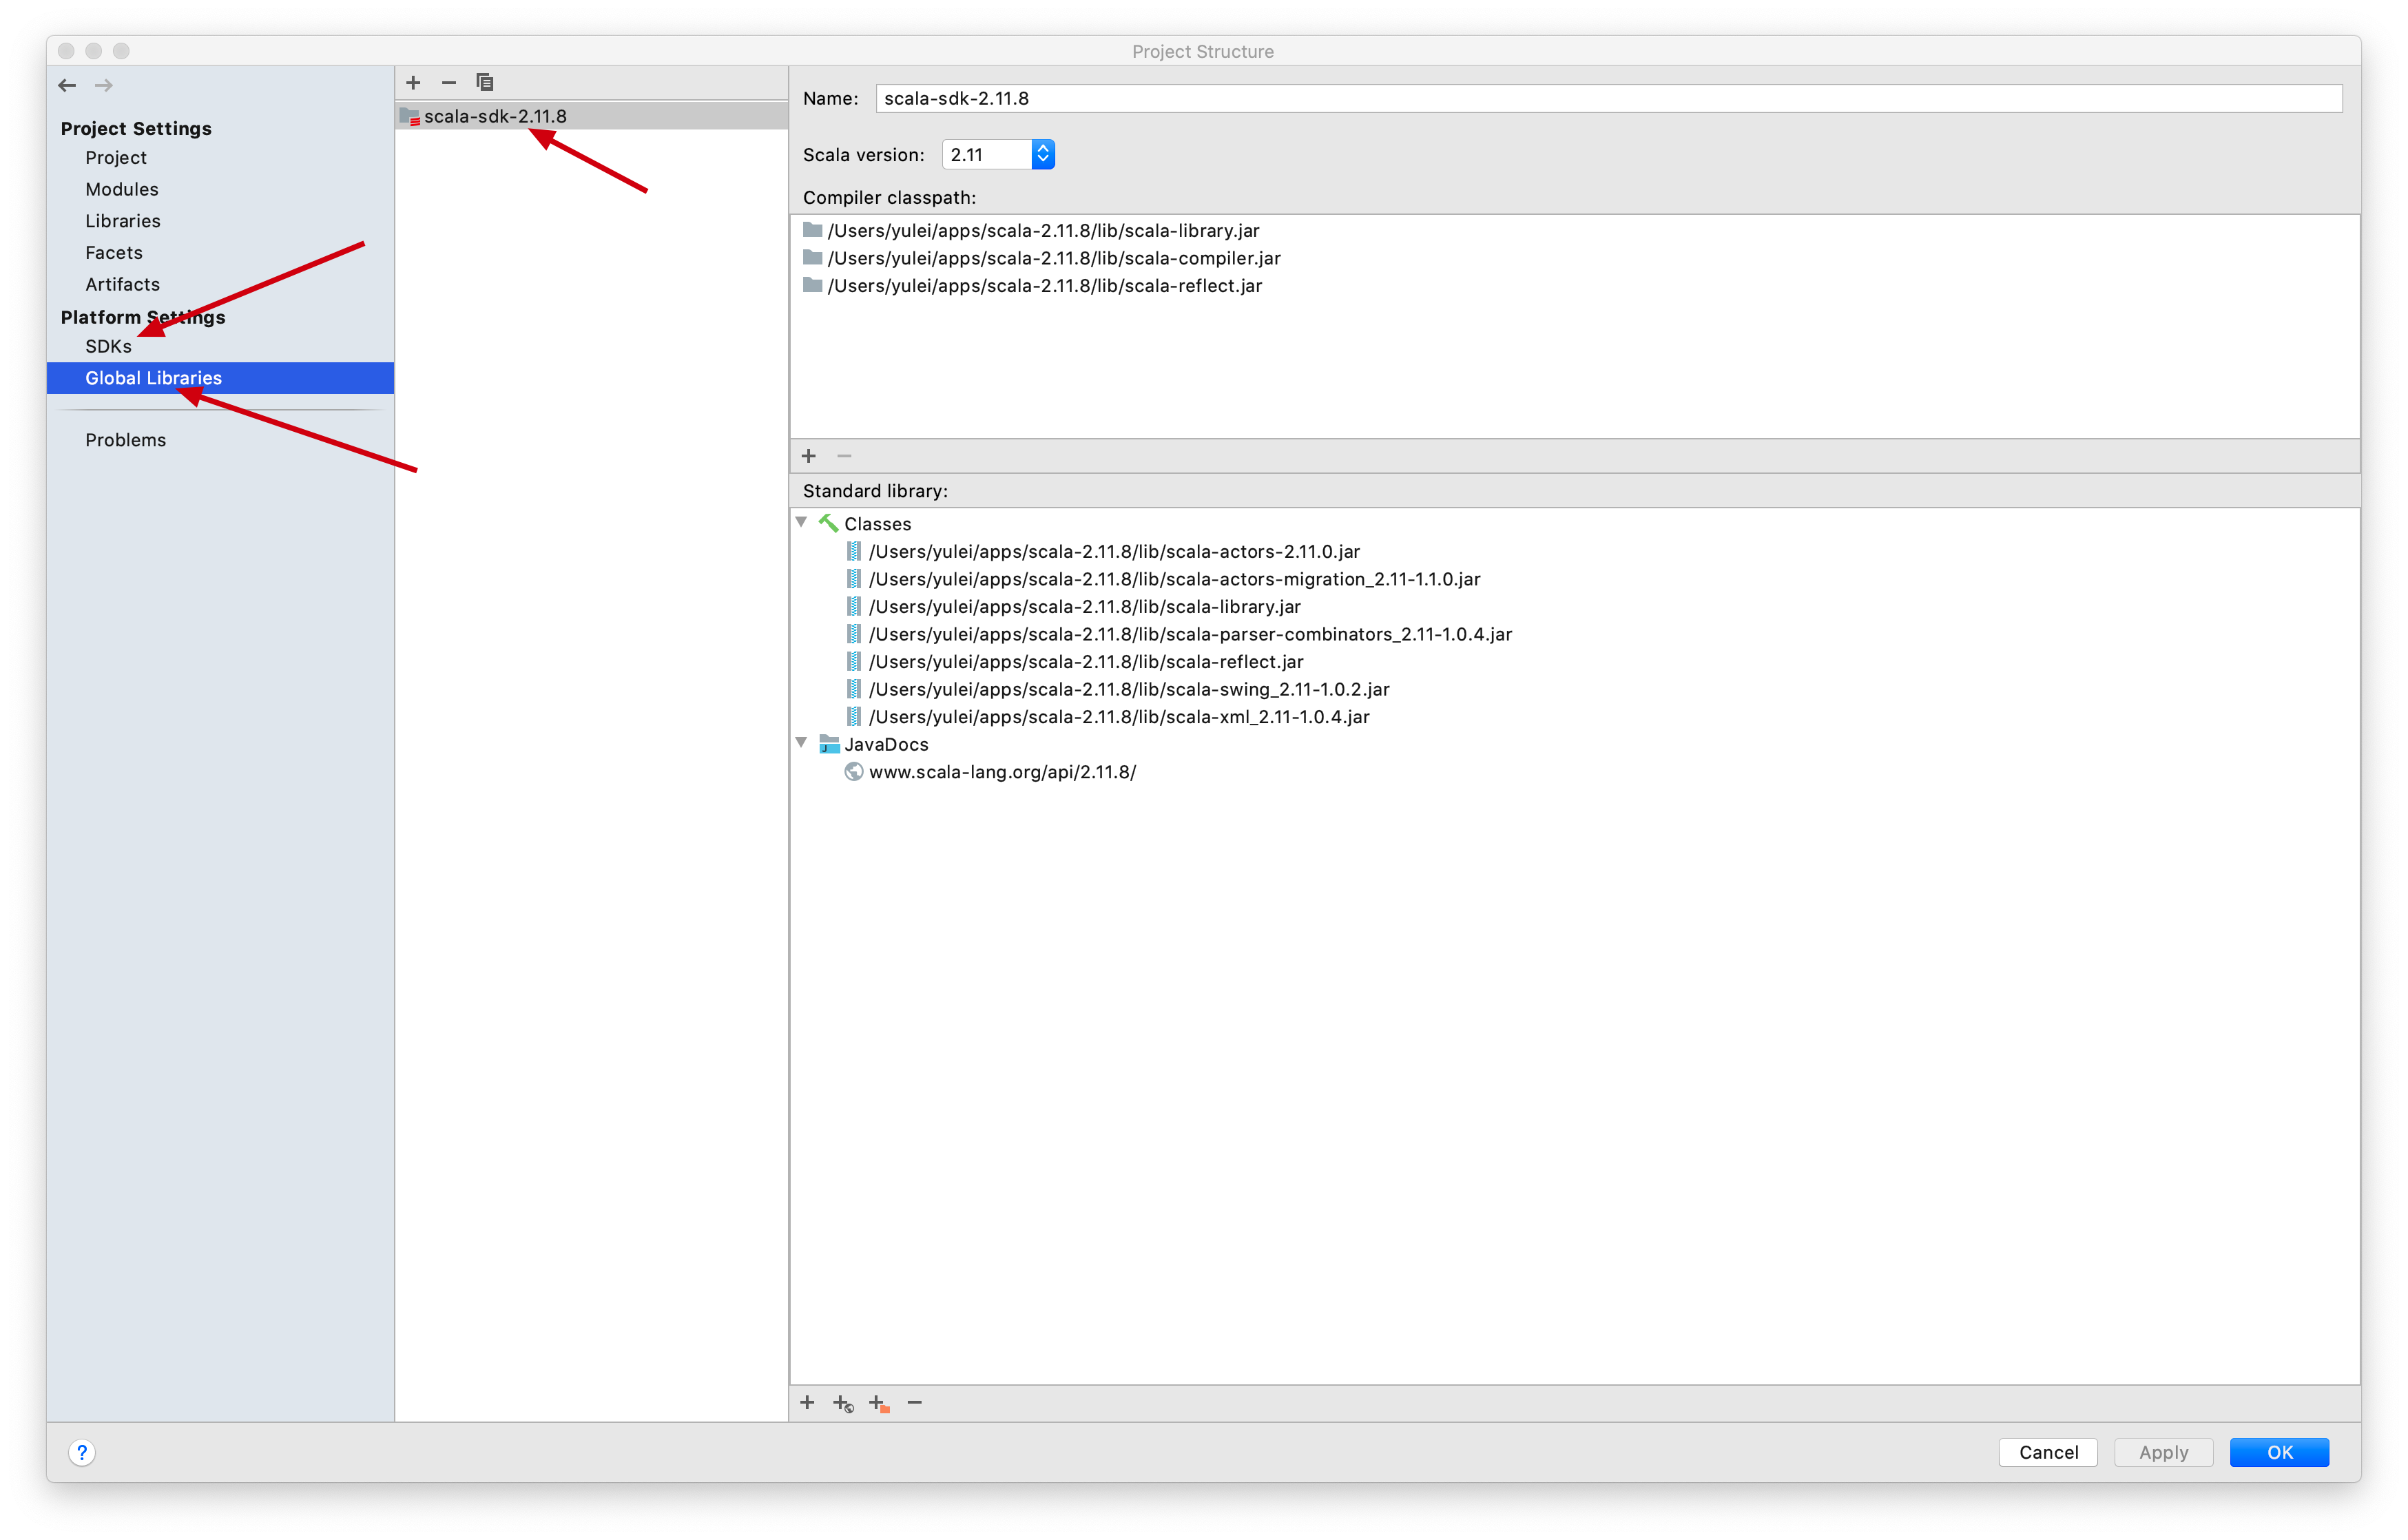 Project Structure
Project Settings
Project
Modules
Libraries
Facets
Artifacts
Platform Settings
SDKs
Global Libraries
Problems
scala-sdk-2.11.8
Name: scala-sdk-2.11.8
Scala version: 2.11
Compiler classpath:
/Users/yulei/apps/scala-2.11.8/lib/scala-library.jar
/Users/yulei/apps/scala-2.11.8/lib/scala-compiler.jar
/Users/yulei/apps/scala-2.11.8/lib/scala-reflect.jar
Standard library:
Classes
/Users/yulei/apps/scala-2.11.8/lib/scala-actors-2.11.0.jar
/Users/yulei/apps/scala-2.11.8/lib/scala-actors-migration_2.11-1.1.0.jar
/Users/yulei/apps/scala-2.11.8/lib/scala-library.jar
/Users/yulei/apps/scala-2.11.8/lib/scala-parser-combinators_2.11-1.0.4.jar
/Users/yulei/apps/scala-2.11.8/lib/scala-reflect.jar
/Users/yulei/apps/scala-2.11.8/lib/scala-swing_2.11-1.0.2.jar
/Users/yulei/apps/scala-2.11.8/lib/scala-xml_2.11-1.0.4.jar
JavaDocs
www.scala-lang.org/api/2.11.8/
?
Cancel
Apply
OK